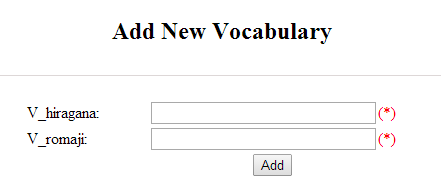 Add New Vocabulary
V_hiragana: (*)
V_romaji: (*)
Add